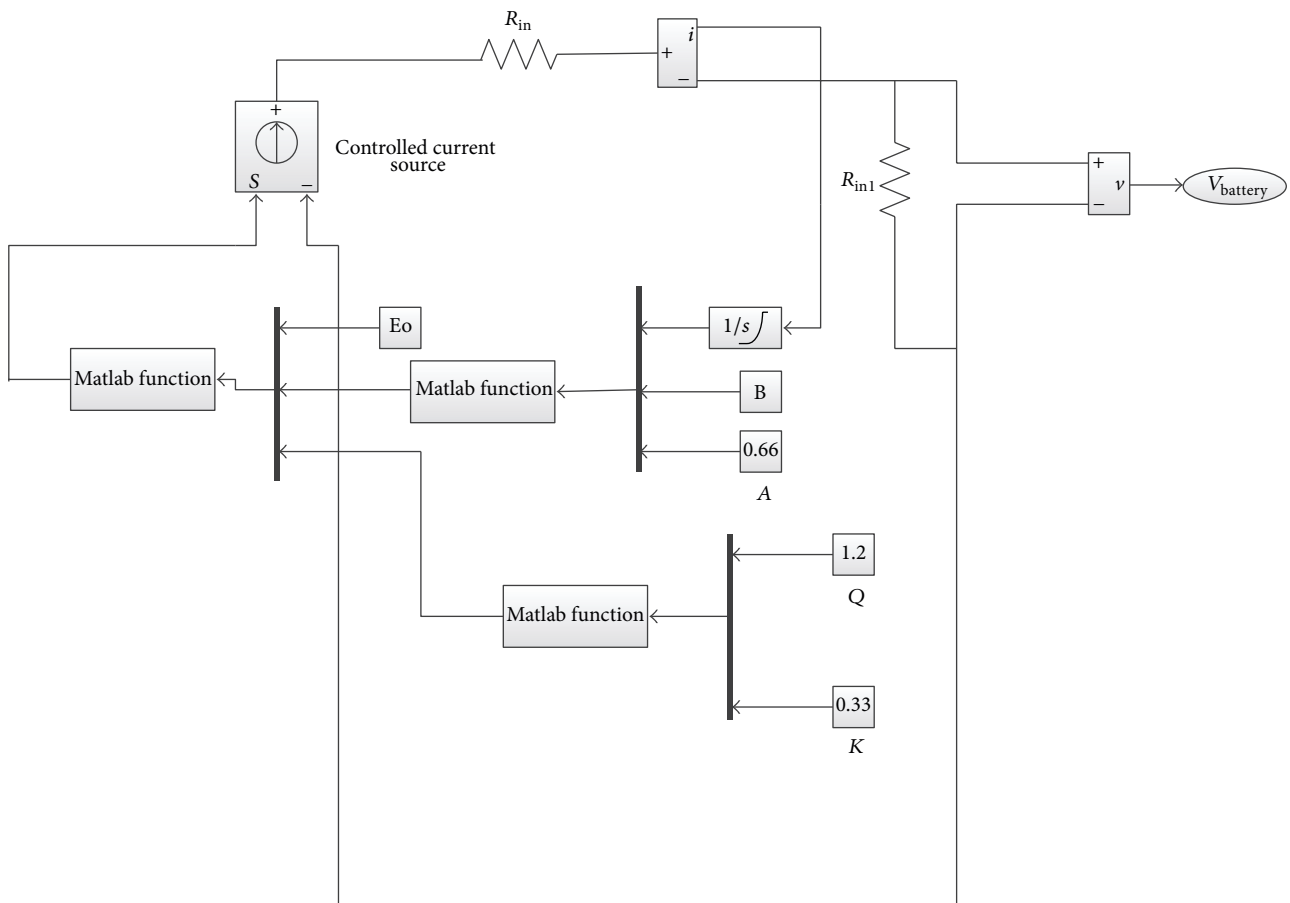 R_in
i
+
−
+
Controlled current
source
S
−
R_in1
+
v
−
V_battery
Eo
1/s
Matlab function
Matlab function
B
0.66
A
1.2
Q
Matlab function
0.33
K